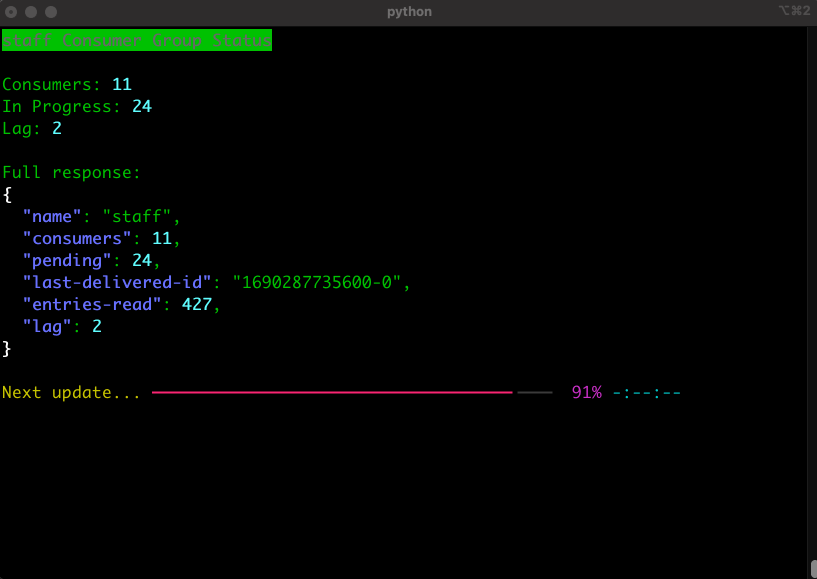 python
⌥⌘2
staff Consumer Group Status
Consumers: 11
In Progress: 24
Lag: 2
Full response:
{
"name": "staff",
"consumers": 11,
"pending": 24,
"last-delivered-id": "1690287735600-0",
"entries-read": 427,
"lag": 2
}
Next update... 91% -:--:--